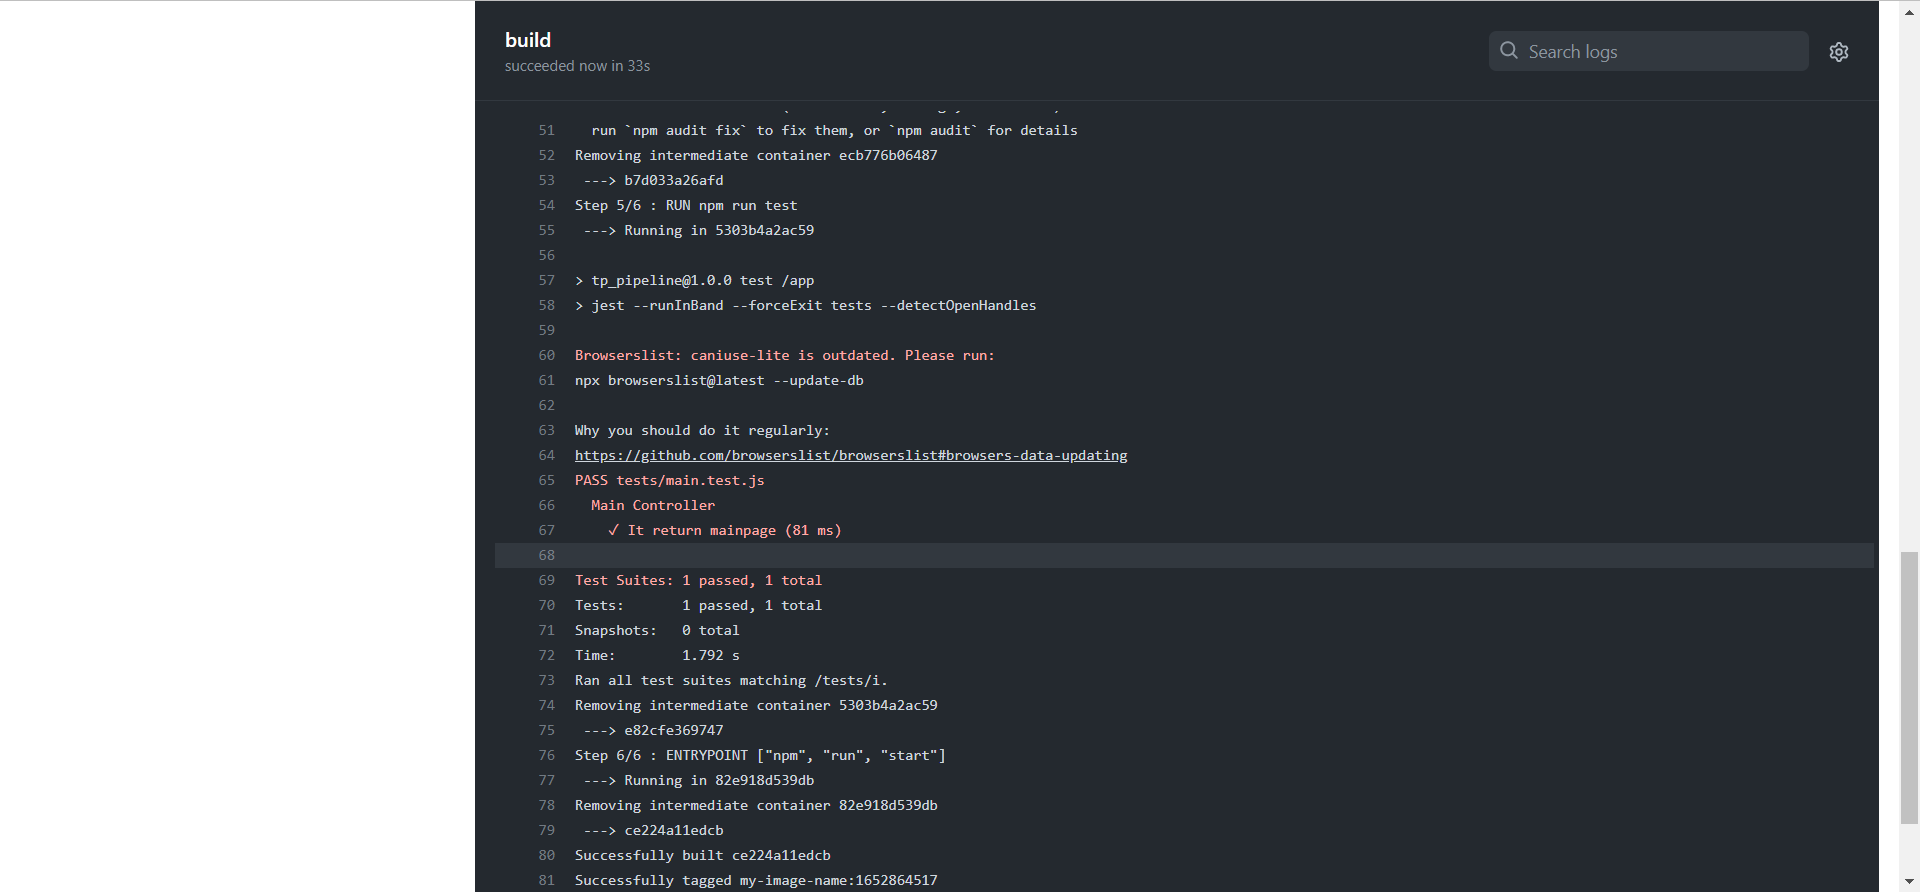 build
succeeded now in 33s
Search logs
51 run `npm audit fix` to fix them, or `npm audit` for details
52 Removing intermediate container ecb776b06487
53 ---> b7d033a26afd
54 Step 5/6 : RUN npm run test
55 ---> Running in 5303b4a2ac59
56
57 > tp_pipeline@1.0.0 test /app
58 > jest --runInBand --forceExit tests --detectOpenHandles
59
60 Browserslist: caniuse-lite is outdated. Please run:
61 npx browserslist@latest --update-db
62
63 Why you should do it regularly:
64 https://github.com/browserslist/browserslist#browsers-data-updating
65 PASS tests/main.test.js
66 Main Controller
67 ✓ It return mainpage (81 ms)
68
69 Test Suites: 1 passed, 1 total
70 Tests: 1 passed, 1 total
71 Snapshots: 0 total
72 Time: 1.792 s
73 Ran all test suites matching /tests/i.
74 Removing intermediate container 5303b4a2ac59
75 ---> e82cfe369747
76 Step 6/6 : ENTRYPOINT ["npm", "run", "start"]
77 ---> Running in 82e918d539db
78 Removing intermediate container 82e918d539db
79 ---> ce224a11edcb
80 Successfully built ce224a11edcb
81 Successfully tagged my-image-name:1652864517